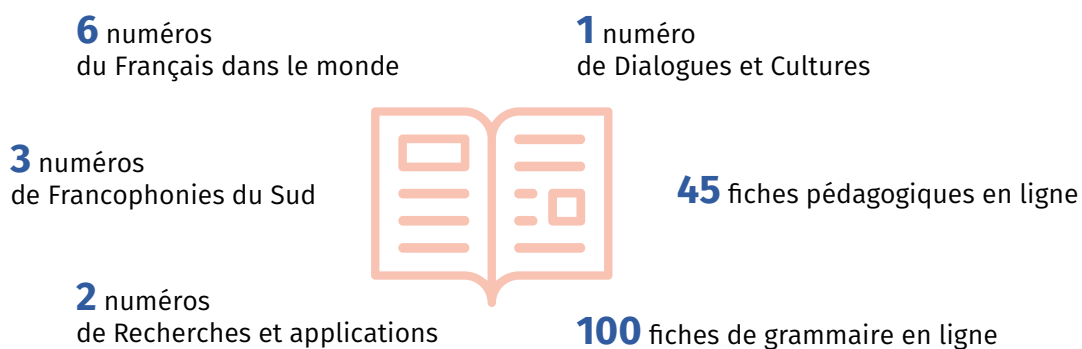 6 numéros
du Français dans le monde
1 numéro
de Dialogues et Cultures
3 numéros
de Francophonies du Sud
45 fiches pédagogiques en ligne
2 numéros
de Recherches et applications
100 fiches de grammaire en ligne